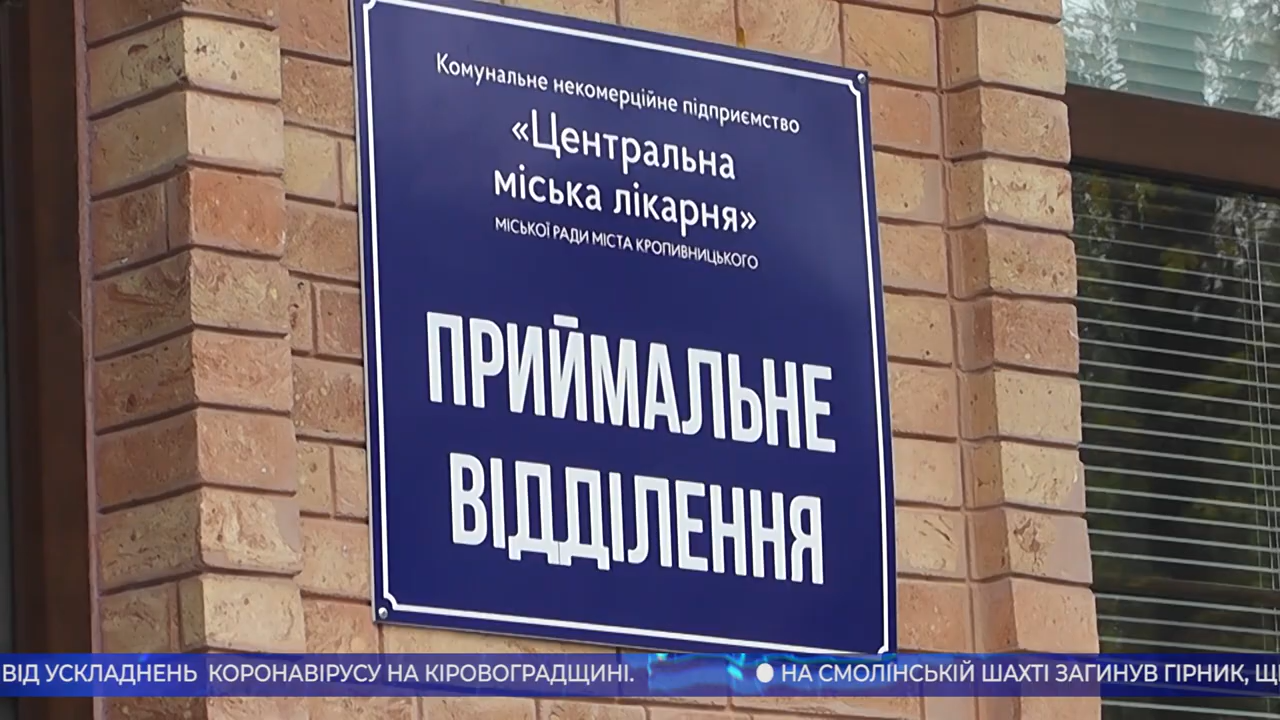 Комунальне некомерційне підприємство
«Центральна
міська лікарня»
МІСЬКОЇ РАДИ МІСТА КРОПИВНИЦЬКОГО
ПРИЙМАЛЬНЕ
ВІДДІЛЕННЯ
ВІД УСКЛАДНЕНЬ КОРОНАВІРУСУ НА КІРОВОГРАДЩИНІ. ● НА СМОЛІНСЬКІЙ ШАХТІ ЗАГИНУВ ГІРНИК,